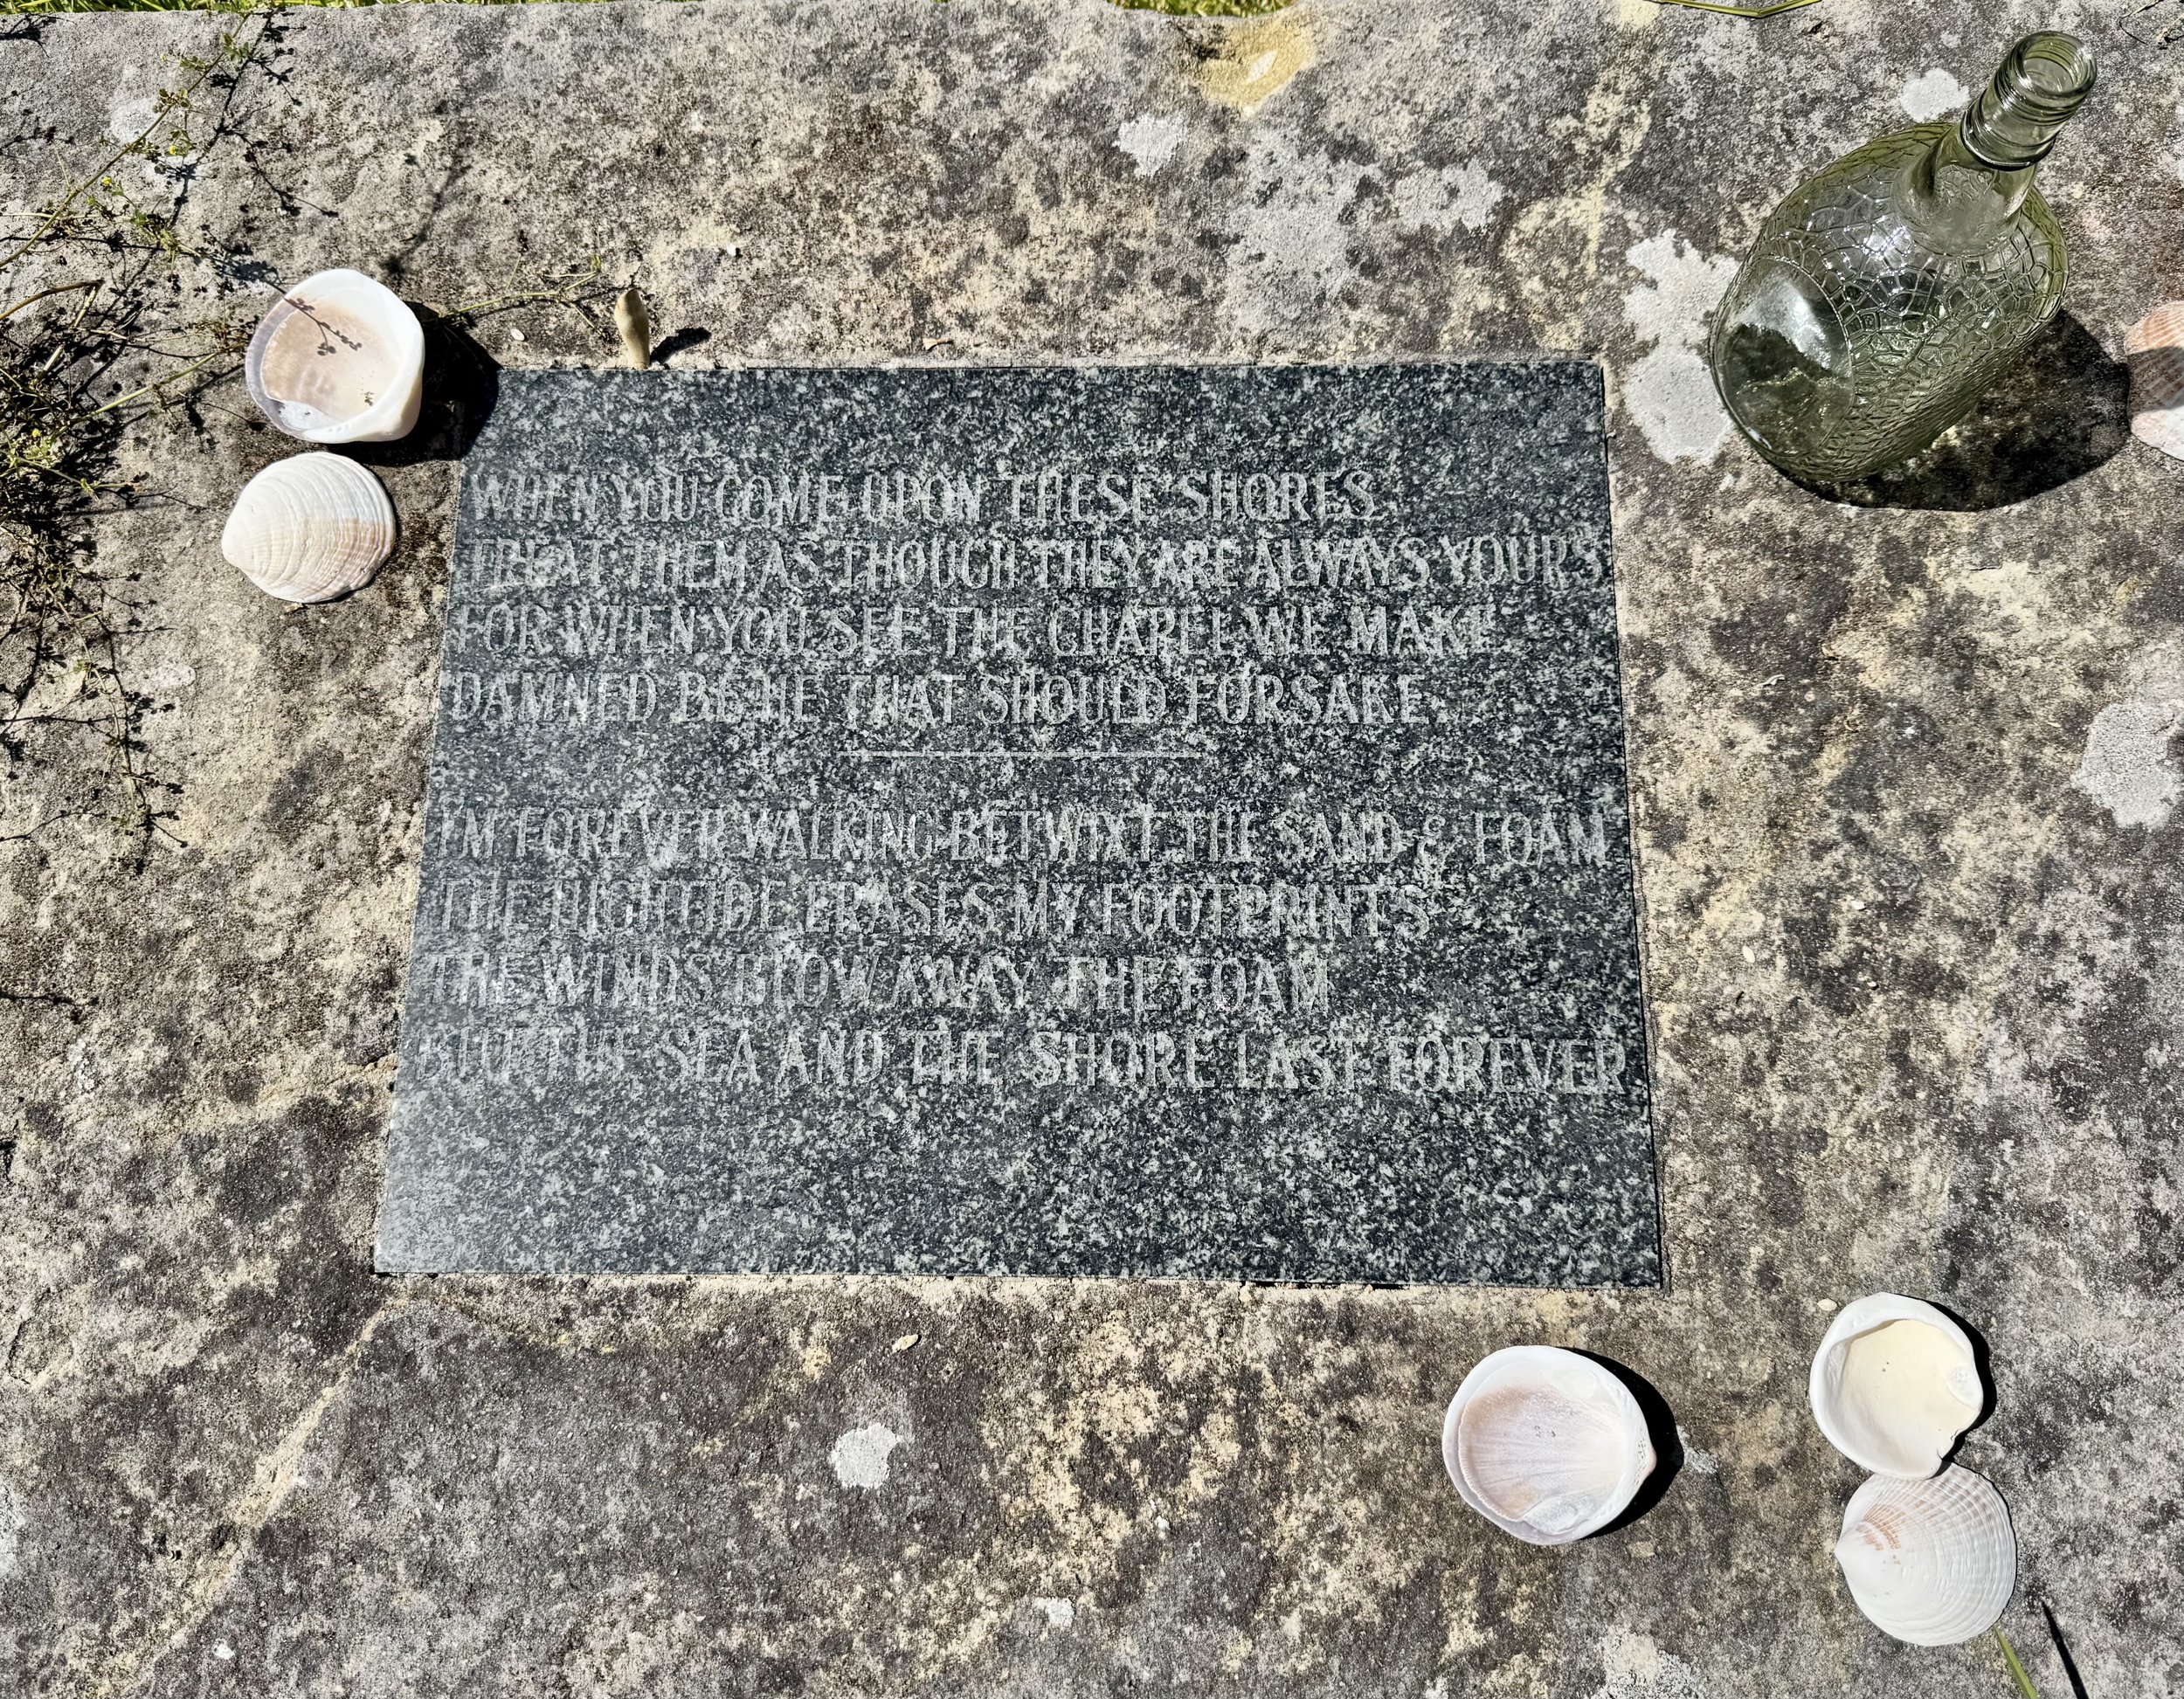 WHEN YOU COME UPON THESE SHORES
TREAT THEM AS THOUGH THEY ARE ALWAYS YOURS
FOR WHEN YOU SEE THE CHAPEL WE MAKE
DAMNED BE HE THAT SHOULD FORSAKE.
I'M FOREVER WALKING BETWIXT THE SAND & FOAM
THE HIGHTIDE ERASES MY FOOTPRINTS
THE WINDS BLOW AWAY THE FOAM
BUT THE SEA AND THE SHORE LAST FOREVER